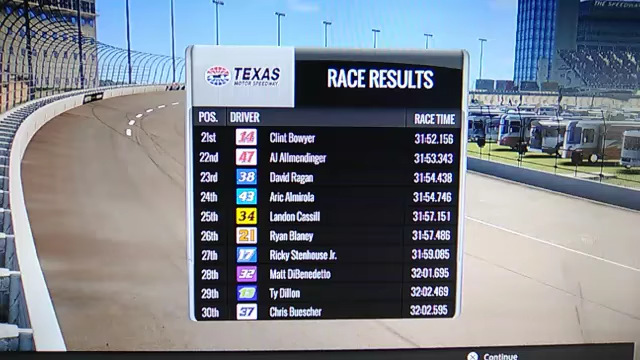 TEXAS
MOTOR SPEEDWAY
RACE RESULTS
POS. DRIVER RACE TIME
21st 14 Clint Bowyer 31:52.156
22nd 47 AJ Allmendinger 31:53.343
23rd 38 David Ragan 31:54.438
24th 43 Aric Almirola 31:54.746
25th 34 Landon Cassill 31:57.151
26th 21 Ryan Blaney 31:57.486
27th 17 Ricky Stenhouse Jr. 31:59.085
28th 32 Matt DiBenedetto 32:01.695
29th 13 Ty Dillon 32:02.469
30th 37 Chris Buescher 32:02.595
Continue